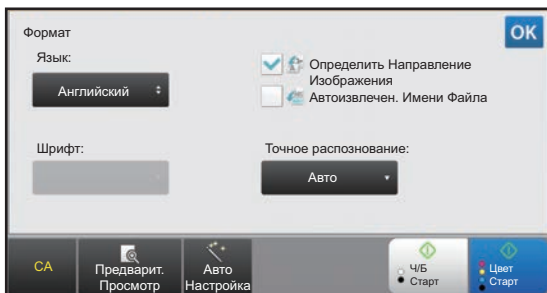 Формат
OK
Язык:
Английский
Определить Направление
Изображения
Автоизвлечен. Имени Файла
Шрифт:
Точное распознование:
Авто
CA
Предварит.
Просмотр
Авто
Настройка
Ч/Б
Старт
Цвет
Старт